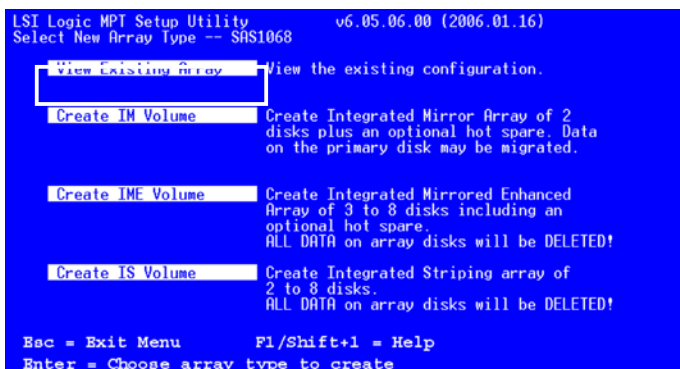 LSI Logic MPT Setup Utility v6.05.06.00 (2006.01.16)
Select New Array Type -- SAS1068
View Existing Array View the existing configuration.
Create IM Volume Create Integrated Mirror Array of 2
disks plus an optional hot spare. Data
on the primary disk may be migrated.
Create IME Volume Create Integrated Mirrored Enhanced
Array of 3 to 8 disks including an
optional hot spare.
ALL DATA on array disks will be DELETED!
Create IS Volume Create Integrated Striping array of
2 to 8 disks.
ALL DATA on array disks will be DELETED!
Esc = Exit Menu F1/Shift+1 = Help
Enter = Choose array type to create